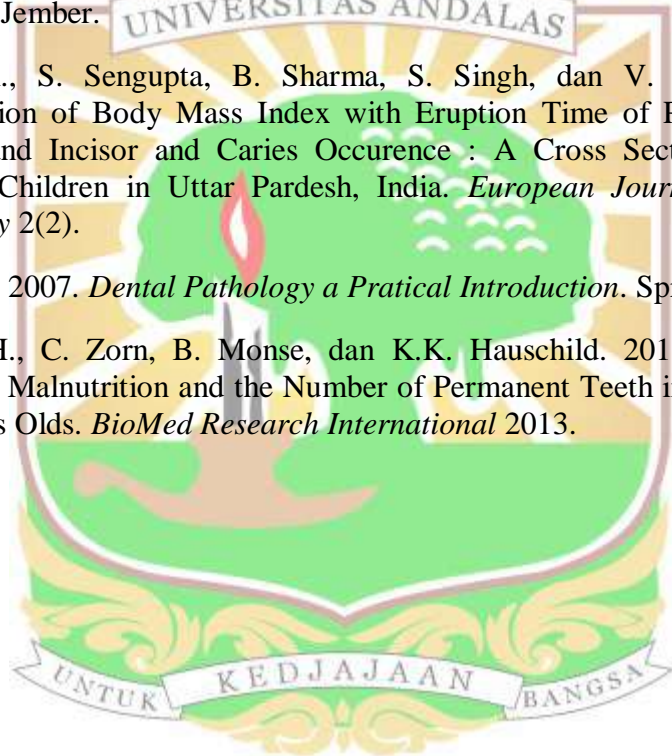 Jember.
UNIVERSITAS ANDALAS
., S. Sengupta, B. Sharma, S. Singh, dan V.
ion of Body Mass Index with Eruption Time of
and Incisor and Caries Occurence : A Cross Sect
Children in Uttar Pardesh, India. European Jour
y 2(2).
2007. Dental Pathology a Pratical Introduction. Sp
H., C. Zorn, B. Monse, dan K.K. Hauschild. 201
Malnutrition and the Number of Permanent Teeth i
s Olds. BioMed Research International 2013.
UNTUK KEDJAJAAN BANGSA